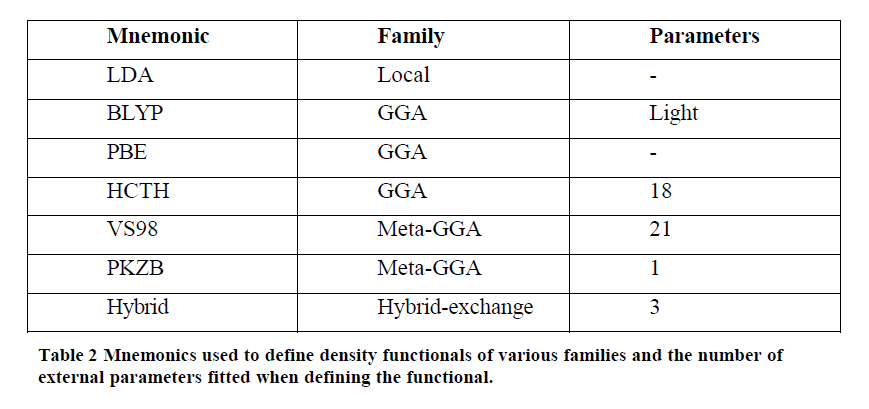 Mnemonic Family Parameters
LDA Local -
BLYP GGA Light
PBE GGA -
HCTH GGA 18
VS98 Meta-GGA 21
PKZB Meta-GGA 1
Hybrid Hybrid-exchange 3
Table 2 Mnemonics used to define density functionals of various families and the number of
external parameters fitted when defining the functional.